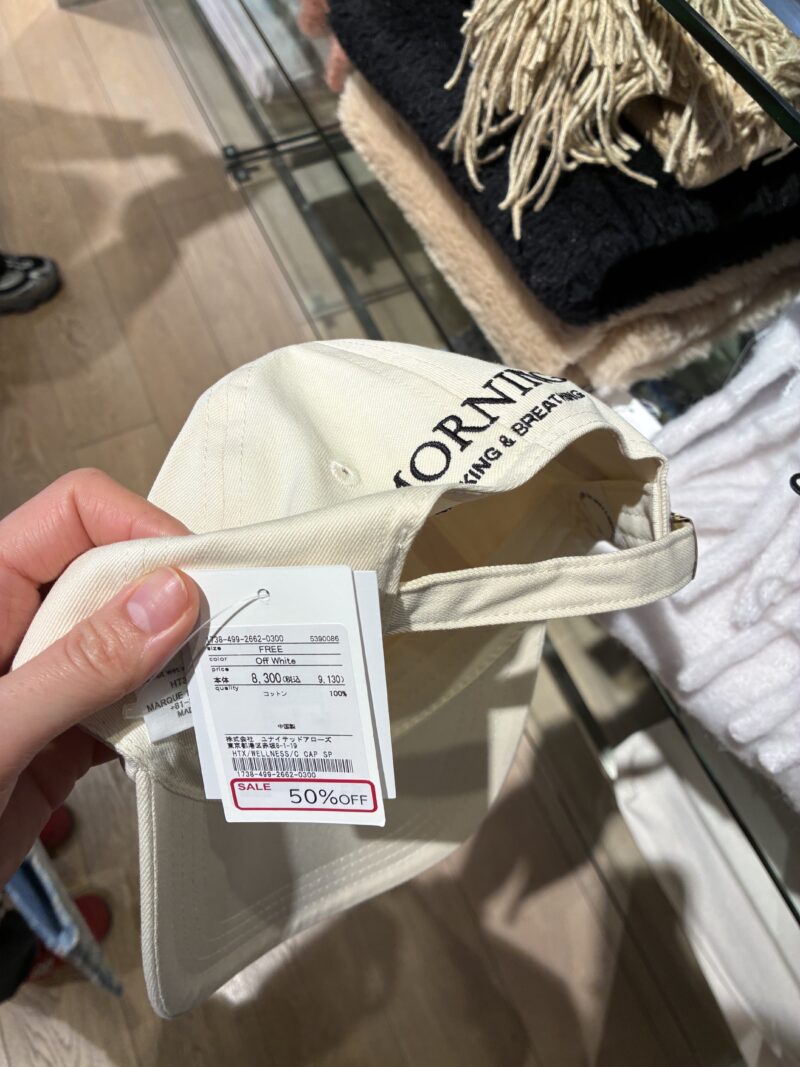 MORNING
KING & BREATHING
1738-499-2662-0300 5390086
size FREE
color Off White
price
本体 8,300(税込 9,130)
quality
コットン 100%
中国製
株式会社 ユナイテッドアローズ
東京都港区赤坂8-1-19
HTX/WELLNESS/C CAP SP
1738-499-2662-0300
SALE 50%OFF
MARQUE
+81-